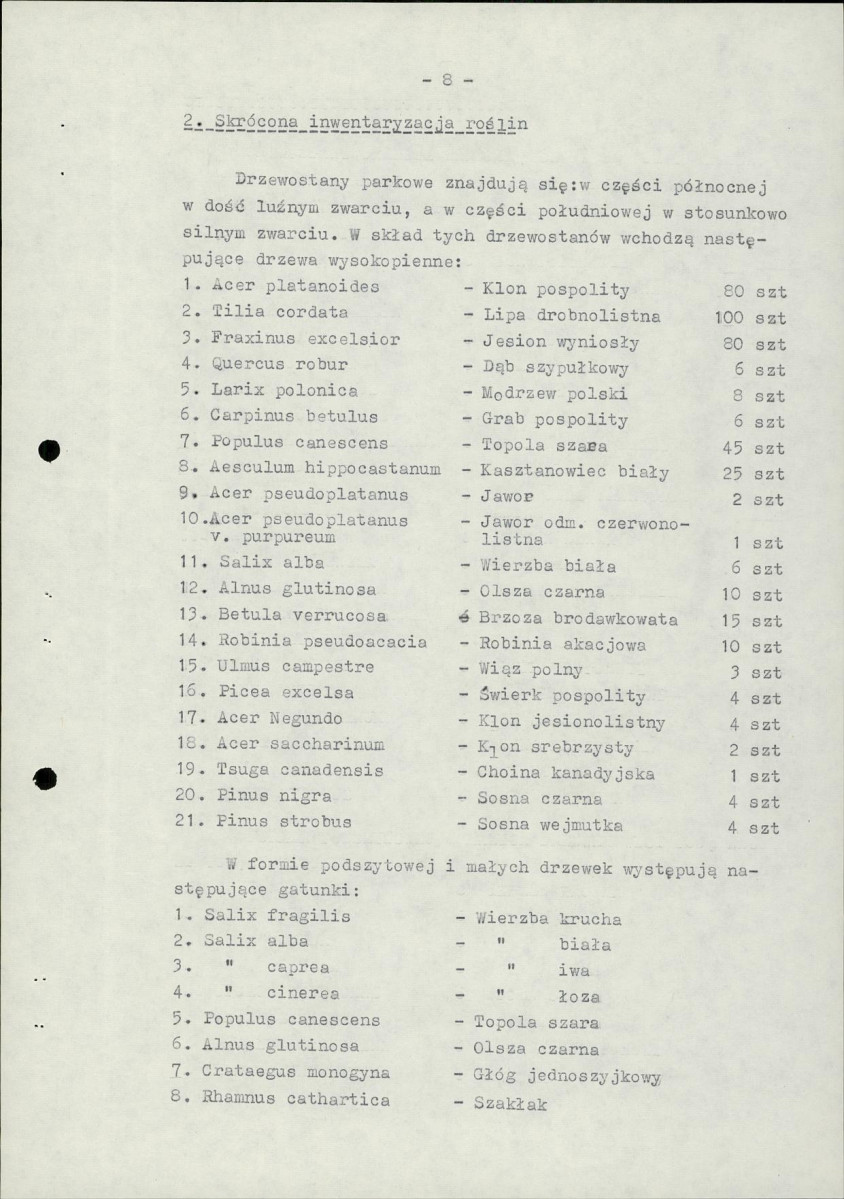 - 8 -
2. Skrócona inwentaryzacja roślin
Drzewostany parkowe znajdują się:w części północnej
w dość luźnym zwarciu, a w części południowej w stosunkowo
silnym zwarciu. W skład tych drzewostanów wchodzą nastę-
pujące drzewa wysokopienne:
1. Acer platanoides - Klon pospolity 80 szt
2. Tilia cordata - Lipa drobnolistna 100 szt
3. Fraxinus excelsior - Jesion wyniosły 80 szt
4. Quercus robur - Dąb szypułkowy 6 szt
5. Larix polonica - Modrzew polski 8 szt
6. Carpinus betulus - Grab pospolity 6 szt
7. Populus canescens - Topola szara 45 szt
8. Aesculum hippocastanum - Kasztanowiec biały 25 szt
9. Acer pseudoplatanus - Jawor 2 szt
10.Acer pseudoplatanus - Jawor odm. czerwono-
v. purpureum listna 1 szt
11. Salix alba - Wierzba biała 6 szt
12. Alnus glutinosa - Olsza czarna 10 szt
13. Betula verrucosa Brzoza brodawkowata 15 szt
14. Robinia pseudoacacia - Robinia akacjowa 10 szt
15. Ulmus campestre - Wiąz polny 3 szt
16. Picea excelsa - Świerk pospolity 4 szt
17. Acer Negundo - Klon jesionolistny 4 szt
18. Acer saccharinum - Klon srebrzysty 2 szt
19. Tsuga canadensis - Choina kanadyjska 1 szt
20. Pinus nigra - Sosna czarna 4 szt
21. Pinus strobus - Sosna wejmutka 4 szt
W formie podszytowej i małych drzewek występują na-
stępujące gatunki:
1. Salix fragilis - Wierzba krucha
2. Salix alba - " biała
3. " caprea - " iwa
4. " cinerea - " łoza
5. Populus canescens - Topola szara
6. Alnus glutinosa - Olsza czarna
7. Crataegus monogyna - Głóg jednoszyjkowy
8. Rhamnus cathartica - Szakłak